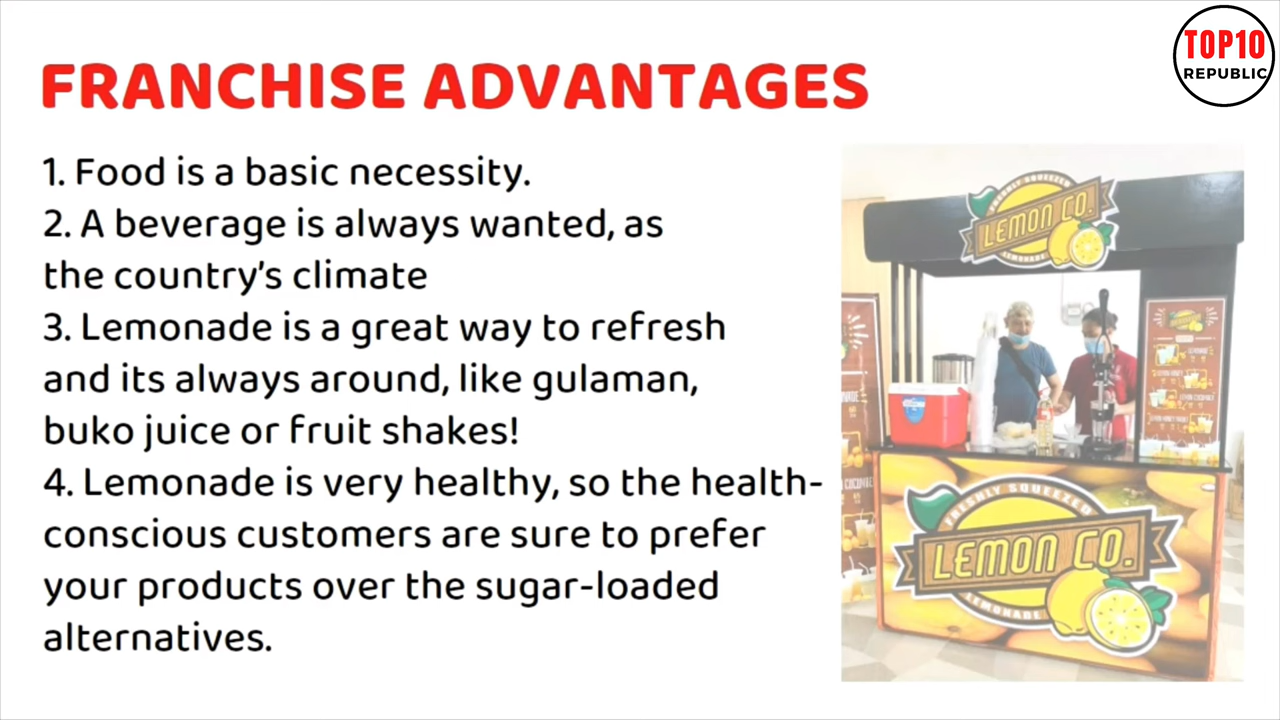 TOP10
REPUBLIC
FRANCHISE ADVANTAGES
1. Food is a basic necessity.
2. A beverage is always wanted, as
the country's climate
3. Lemonade is a great way to refresh
and its always around, like gulaman,
buko juice or fruit shakes!
4. Lemonade is very healthy, so the health-
conscious customers are sure to prefer
your products over the sugar-loaded
alternatives.
FRESHLY SQUEEZED
LEMON CO.
LEMONADE
FRESHLY SQUEEZED
LEMON CO.
LEMONADE